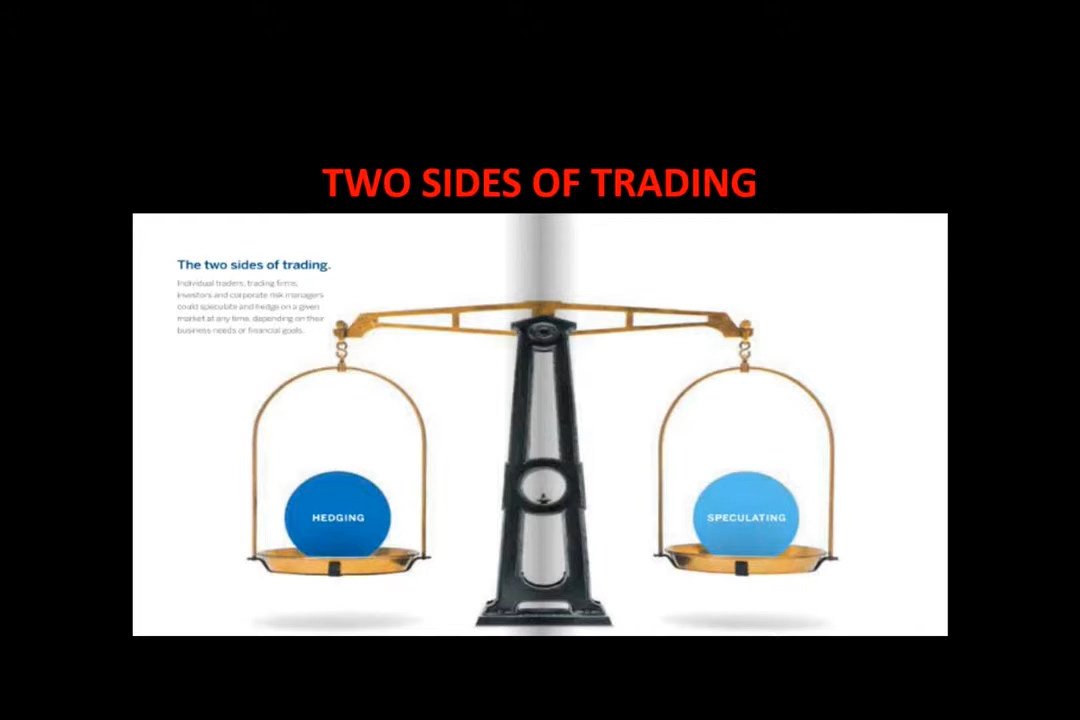 TWO SIDES OF TRADING
The two sides of trading.
Individual traders, trading firms,
investors and corporate risk managers
could speculate and hedge on a given
market at any time, depending on their
business needs or financial goals.
HEDGING
SPECULATING